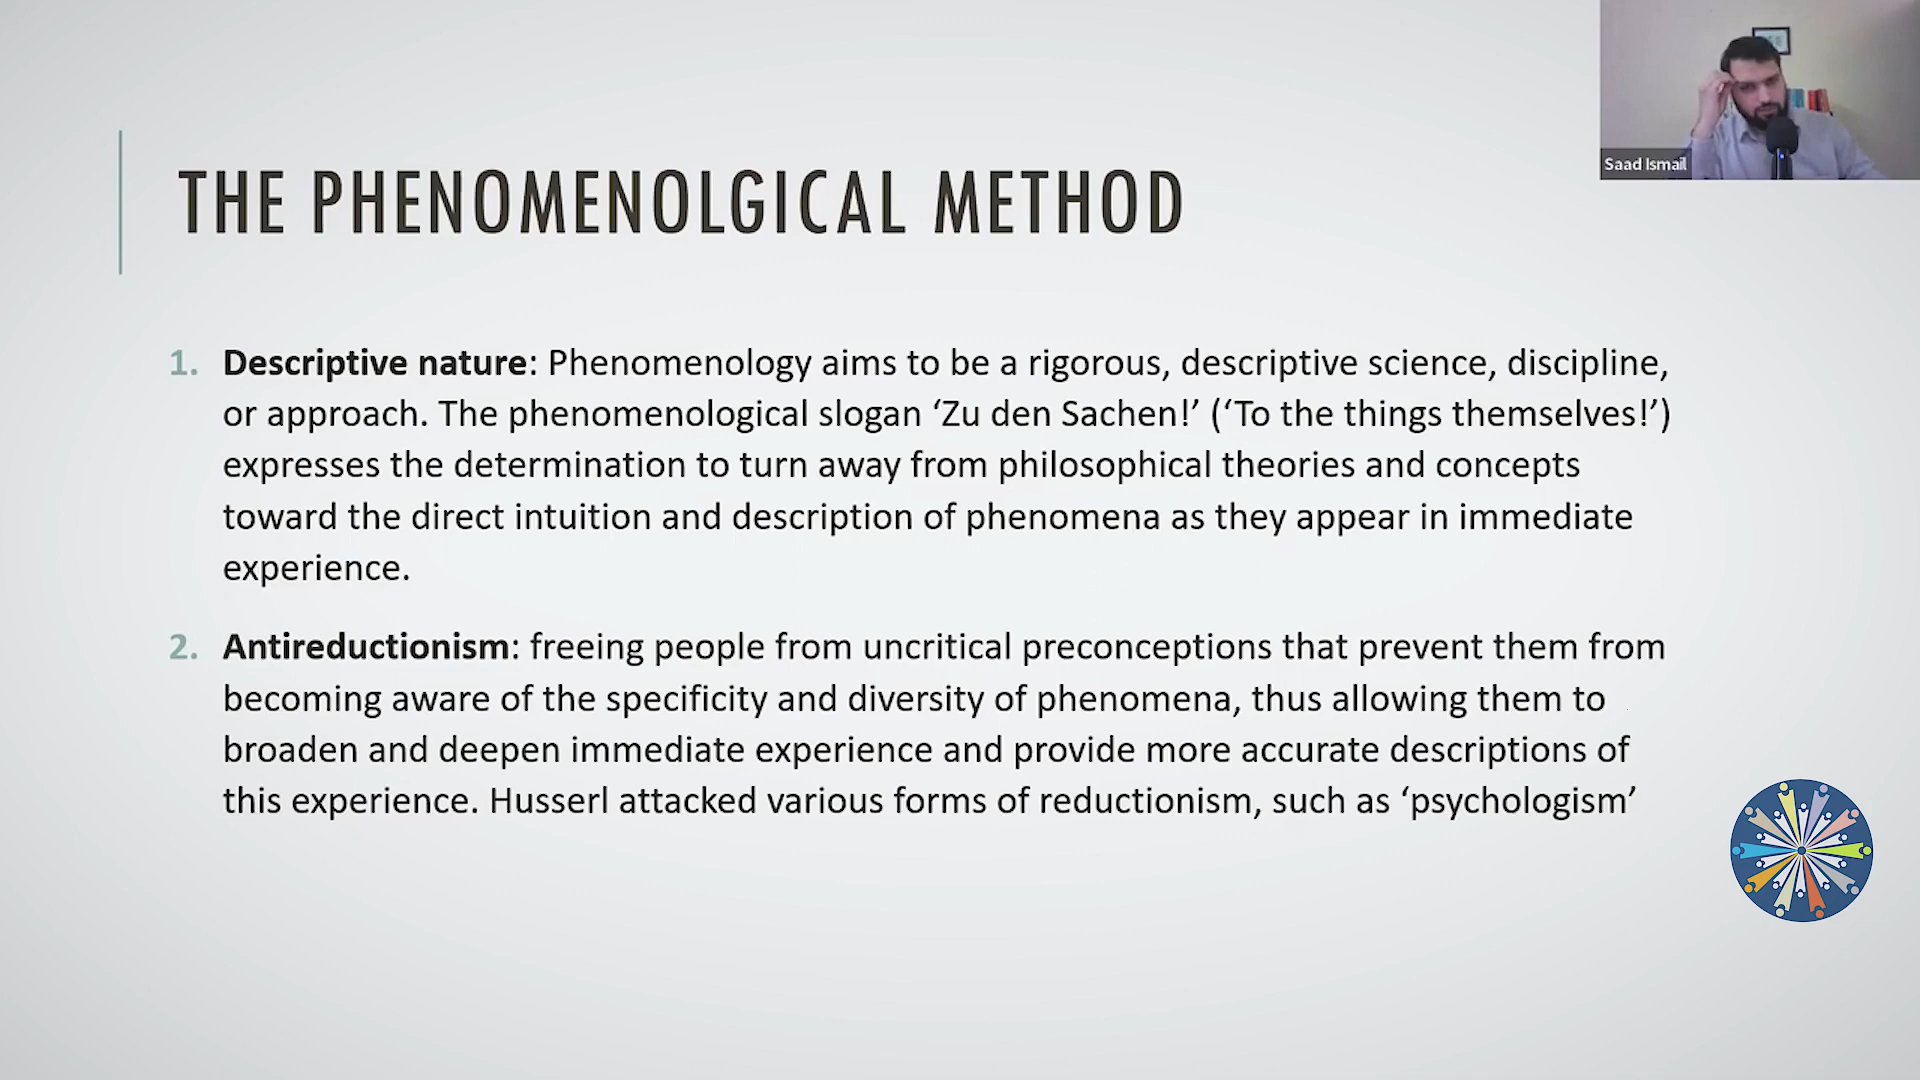 Saad Ismail
THE PHENOMENOLGICAL METHOD
1. Descriptive nature: Phenomenology aims to be a rigorous, descriptive science, discipline,
or approach. The phenomenological slogan ‘Zu den Sachen!’ (‘To the things themselves!’)
expresses the determination to turn away from philosophical theories and concepts
toward the direct intuition and description of phenomena as they appear in immediate
experience.
2. Antireductionism: freeing people from uncritical preconceptions that prevent them from
becoming aware of the specificity and diversity of phenomena, thus allowing them to
broaden and deepen immediate experience and provide more accurate descriptions of
this experience. Husserl attacked various forms of reductionism, such as ‘psychologism’